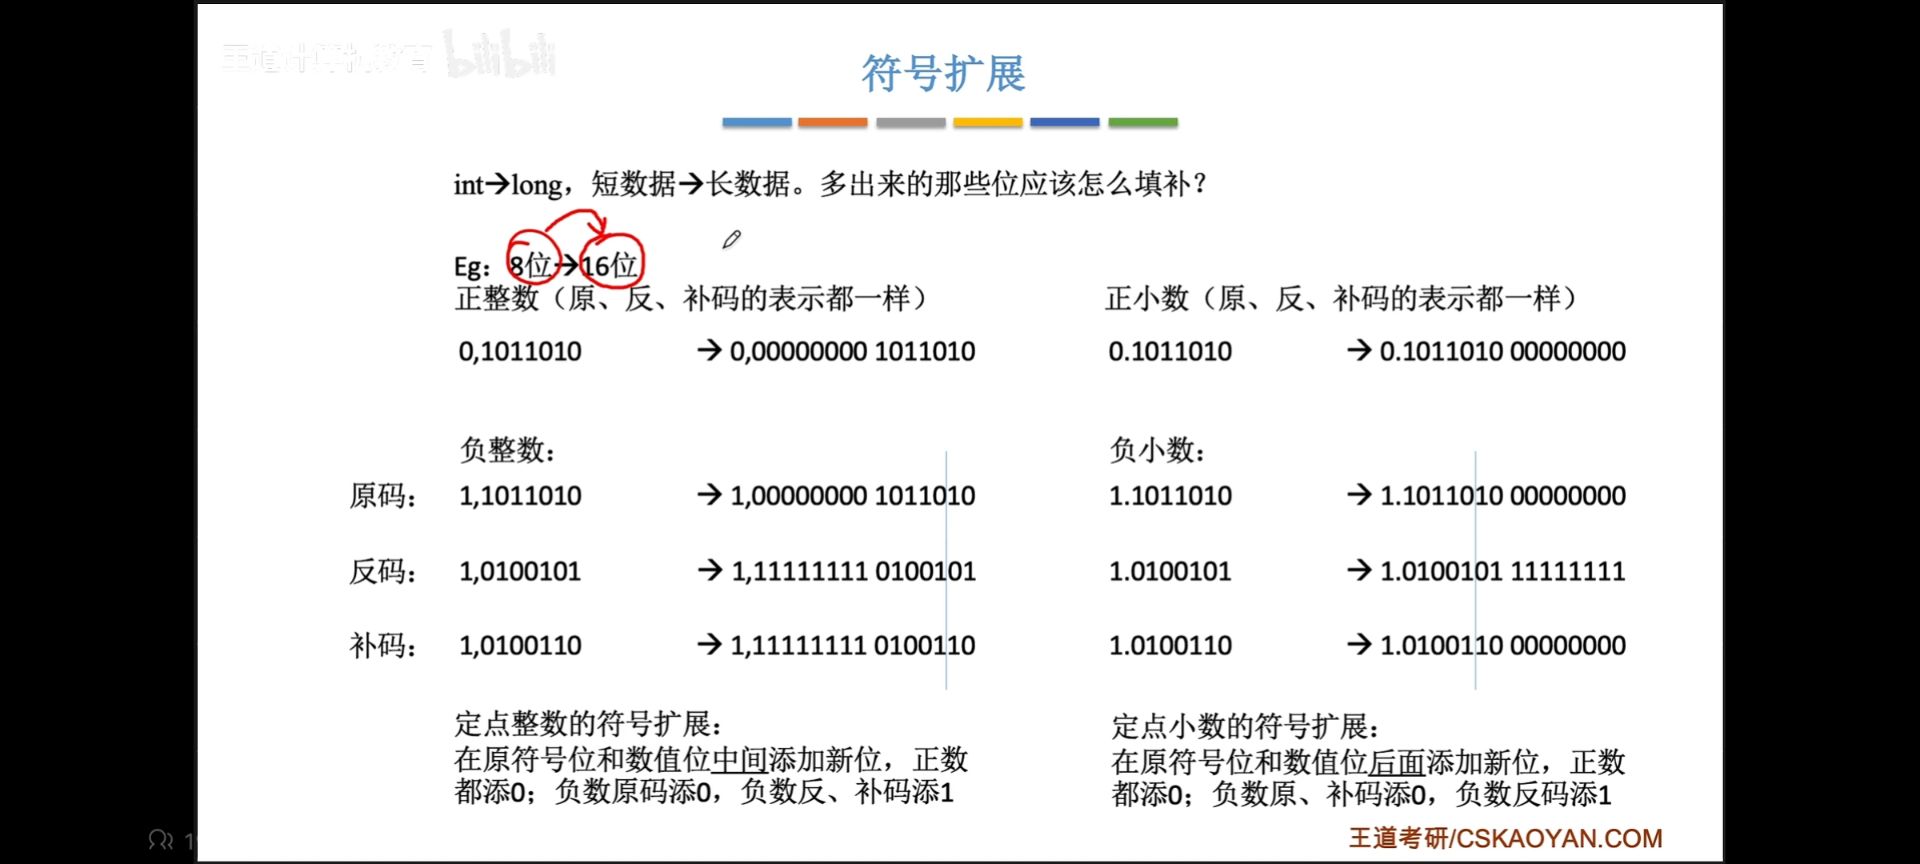 王道计算机教育 bilibili
符号扩展
int→long，短数据→长数据。多出来的那些位应该怎么填补？
Eg：8位→16位
正整数（原、反、补码的表示都一样）
0,1011010 → 0,00000000 1011010
正小数（原、反、补码的表示都一样）
0.1011010 → 0.1011010 00000000
负整数：
负小数：
原码： 1,1011010 → 1,00000000 1011010 1.1011010 → 1.1011010 00000000
反码： 1,0100101 → 1,11111111 0100101 1.0100101 → 1.0100101 11111111
补码： 1,0100110 → 1,11111111 0100110 1.0100110 → 1.0100110 00000000
定点整数的符号扩展：
在原符号位和数值位中间添加新位，正数
都添0；负数原码添0，负数反、补码添1
定点小数的符号扩展：
在原符号位和数值位后面添加新位，正数
都添0；负数原、补码添0，负数反码添1
王道考研/CSKAOYAN.COM